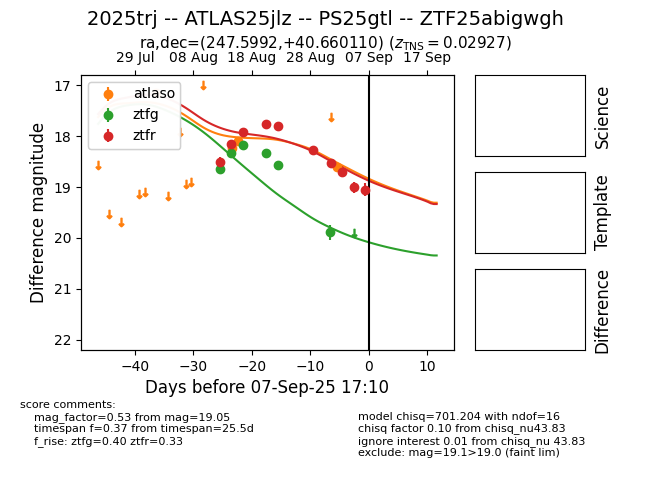 2025trj -- ATLAS25jlz -- PS25gtl -- ZTF25abigwgh
ra,dec=(247.5992,+40.660110) (z_TNS = 0.02927)
29 Jul 08 Aug 18 Aug 28 Aug 07 Sep 17 Sep
atlaso
ztfg
ztfr
17
18
19
20
21
22
Difference magnitude
−40 −30 −20 −10 0 10
Days before 07-Sep-25 17:10
Science
Template
Difference
score comments:
mag_factor=0.53 from mag=19.05
timespan f=0.37 from timespan=25.5d
f_rise: ztfg=0.40 ztfr=0.33
model chisq=701.204 with ndof=16
chisq factor 0.10 from chisq_nu43.83
ignore interest 0.01 from chisq_nu 43.83
exclude: mag=19.1>19.0 (faint lim)